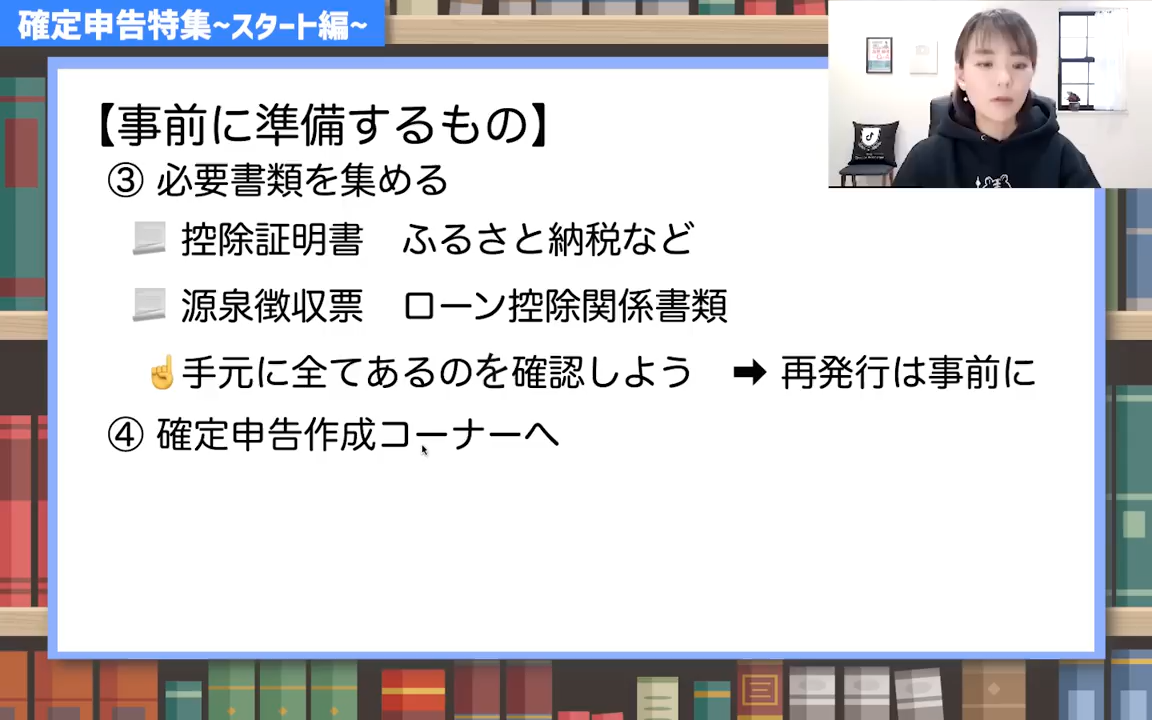 確定申告特集~スタート編~
【事前に準備するもの】
③ 必要書類を集める
控除証明書　ふるさと納税など
源泉徴収票　ローン控除関係書類
☝手元に全てあるのを確認しよう　➡ 再発行は事前に
④ 確定申告作成コーナーへ